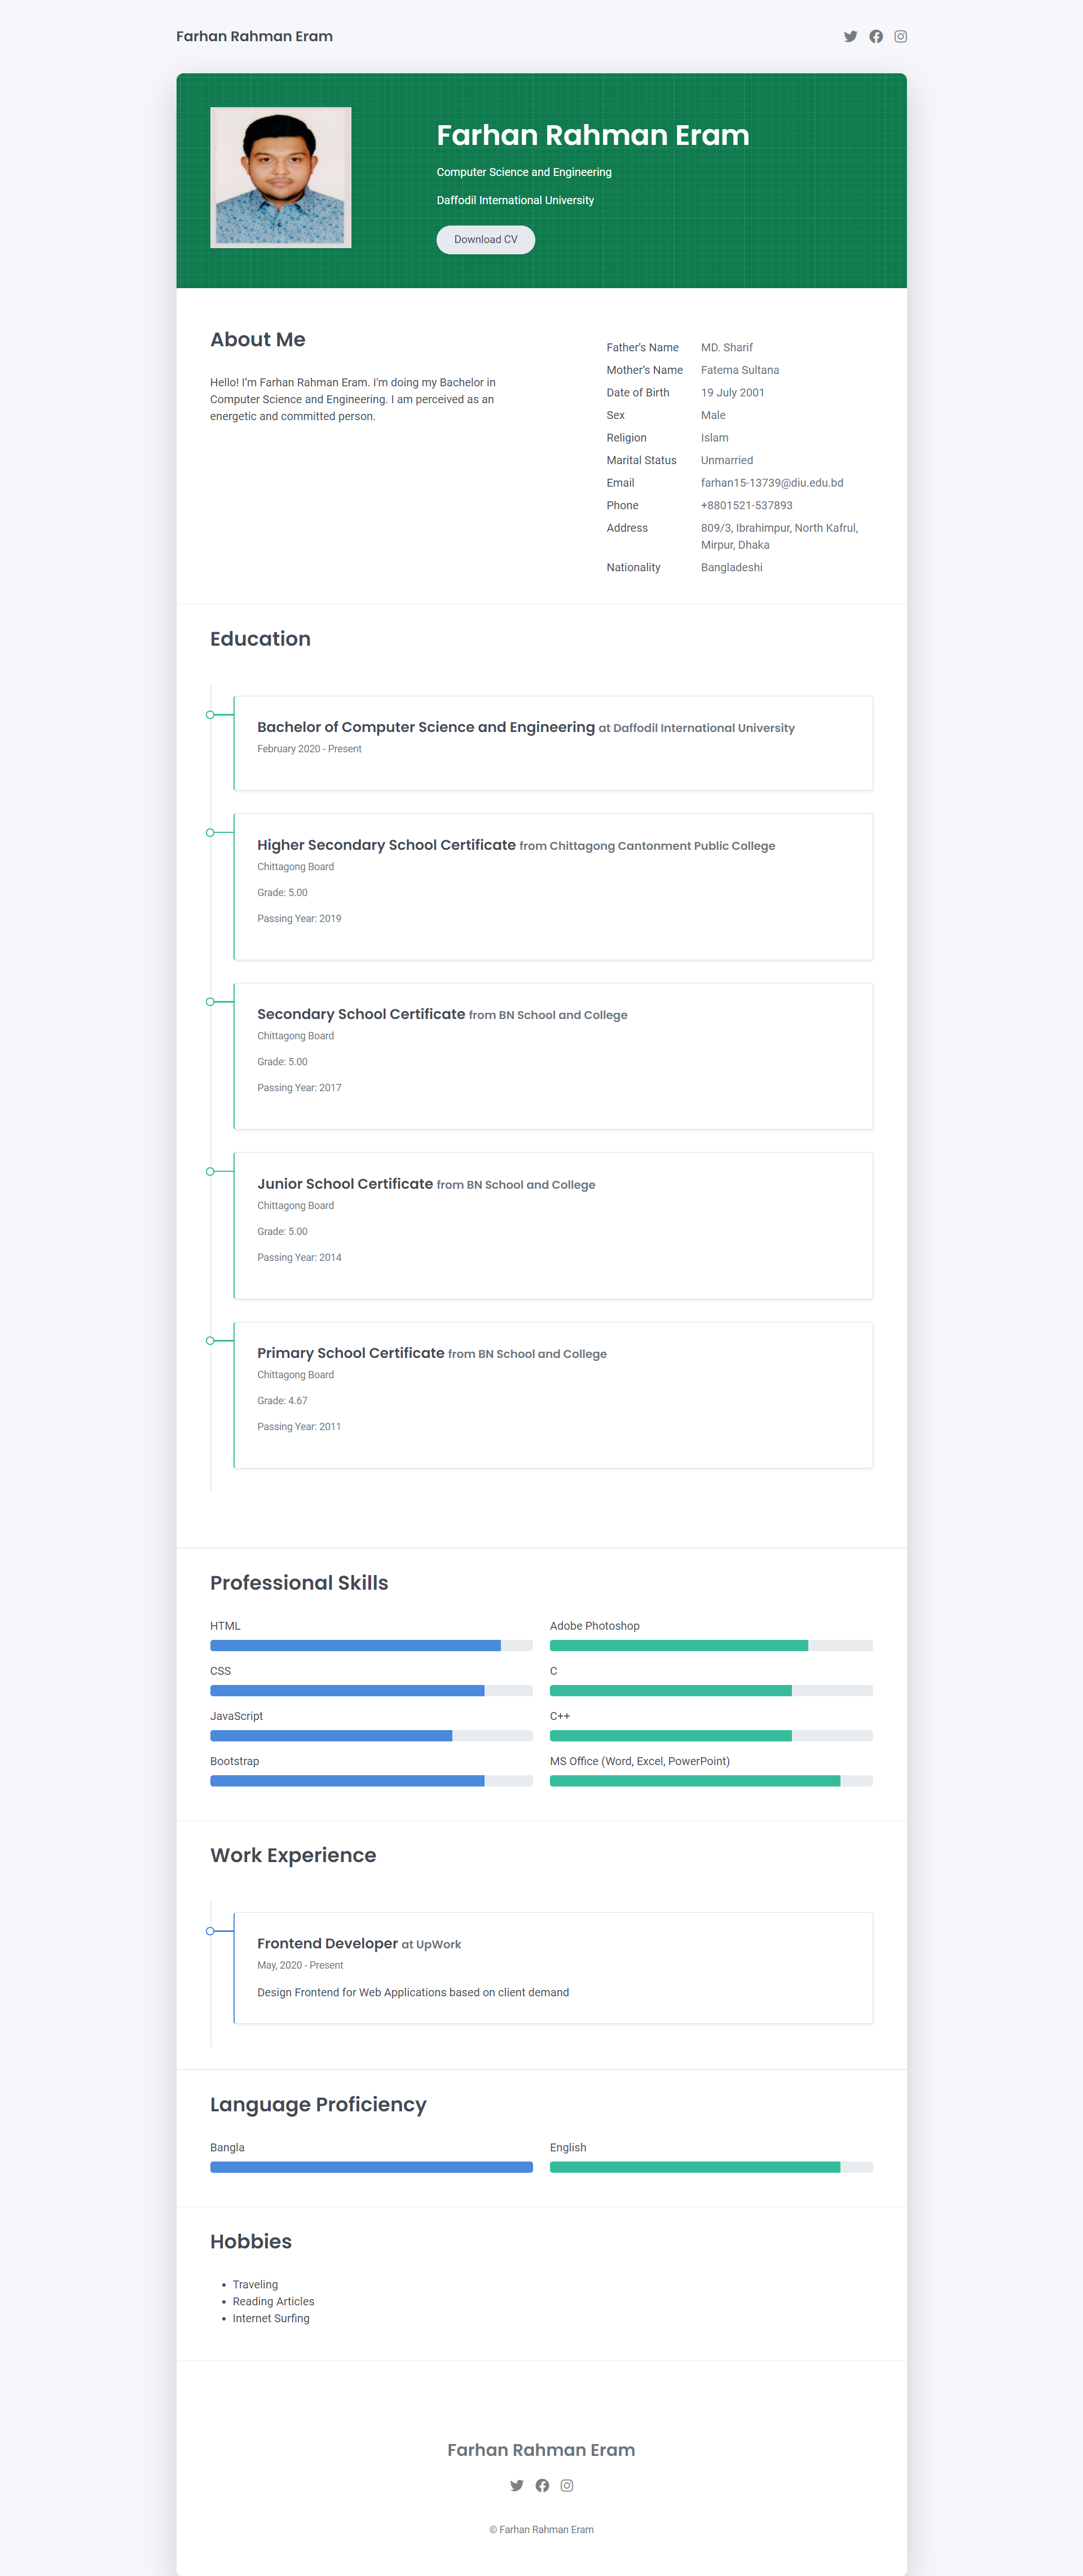 Farhan Rahman Eram
Farhan Rahman Eram
Computer Science and Engineering
Daffodil International University
Download CV
About Me
Hello! I'm Farhan Rahman Eram. I'm doing my Bachelor in
Computer Science and Engineering. I am perceived as an
energetic and committed person.
Father's Name MD. Sharif
Mother's Name Fatema Sultana
Date of Birth 19 July 2001
Sex Male
Religion Islam
Marital Status Unmarried
Email farhan15-13739@diu.edu.bd
Phone +8801521-537893
Address 809/3, Ibrahimpur, North Kafrul,
Mirpur, Dhaka
Nationality Bangladeshi
Education
Bachelor of Computer Science and Engineering at Daffodil International University
February 2020 - Present
Higher Secondary School Certificate from Chittagong Cantonment Public College
Chittagong Board
Grade: 5.00
Passing Year: 2019
Secondary School Certificate from BN School and College
Chittagong Board
Grade: 5.00
Passing Year: 2017
Junior School Certificate from BN School and College
Chittagong Board
Grade: 5.00
Passing Year: 2014
Primary School Certificate from BN School and College
Chittagong Board
Grade: 4.67
Passing Year: 2011
Professional Skills
HTML
CSS
JavaScript
Bootstrap
Adobe Photoshop
C
C++
MS Office (Word, Excel, PowerPoint)
Work Experience
Frontend Developer at UpWork
May, 2020 - Present
Design Frontend for Web Applications based on client demand
Language Proficiency
Bangla
English
Hobbies
• Traveling
• Reading Articles
• Internet Surfing
Farhan Rahman Eram
© Farhan Rahman Eram